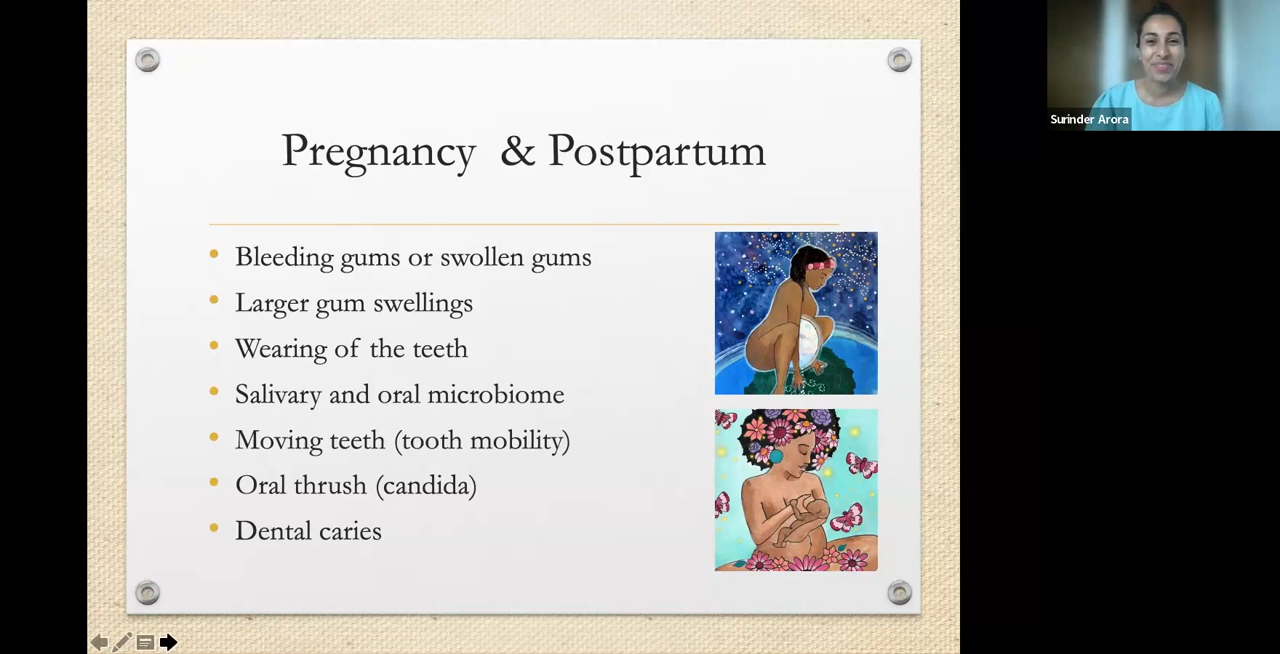 Pregnancy & Postpartum
Bleeding gums or swollen gums
Larger gum swellings
Wearing of the teeth
Salivary and oral microbiome
Moving teeth (tooth mobility)
Oral thrush (candida)
Dental caries
Surinder Arora